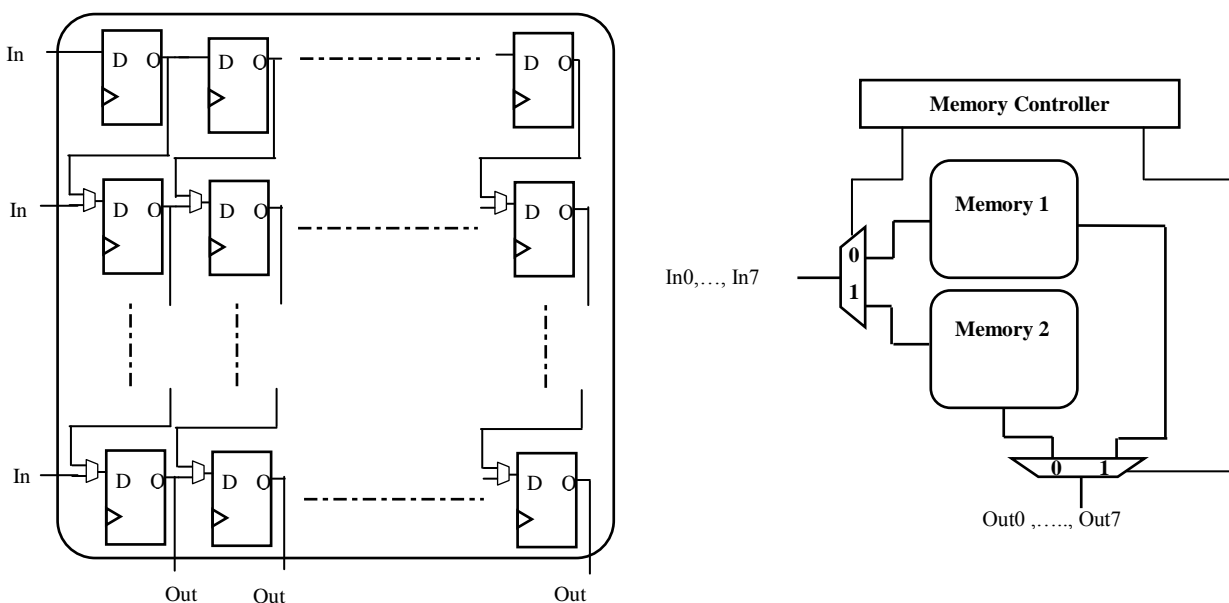 In
D O
D O
D O
In
D O
D O
D O
In
D O
D O
D O
Out
Out
Out
Memory Controller
Memory 1
0
1
In0,…, In7
Memory 2
0 1
Out0 ,….., Out7